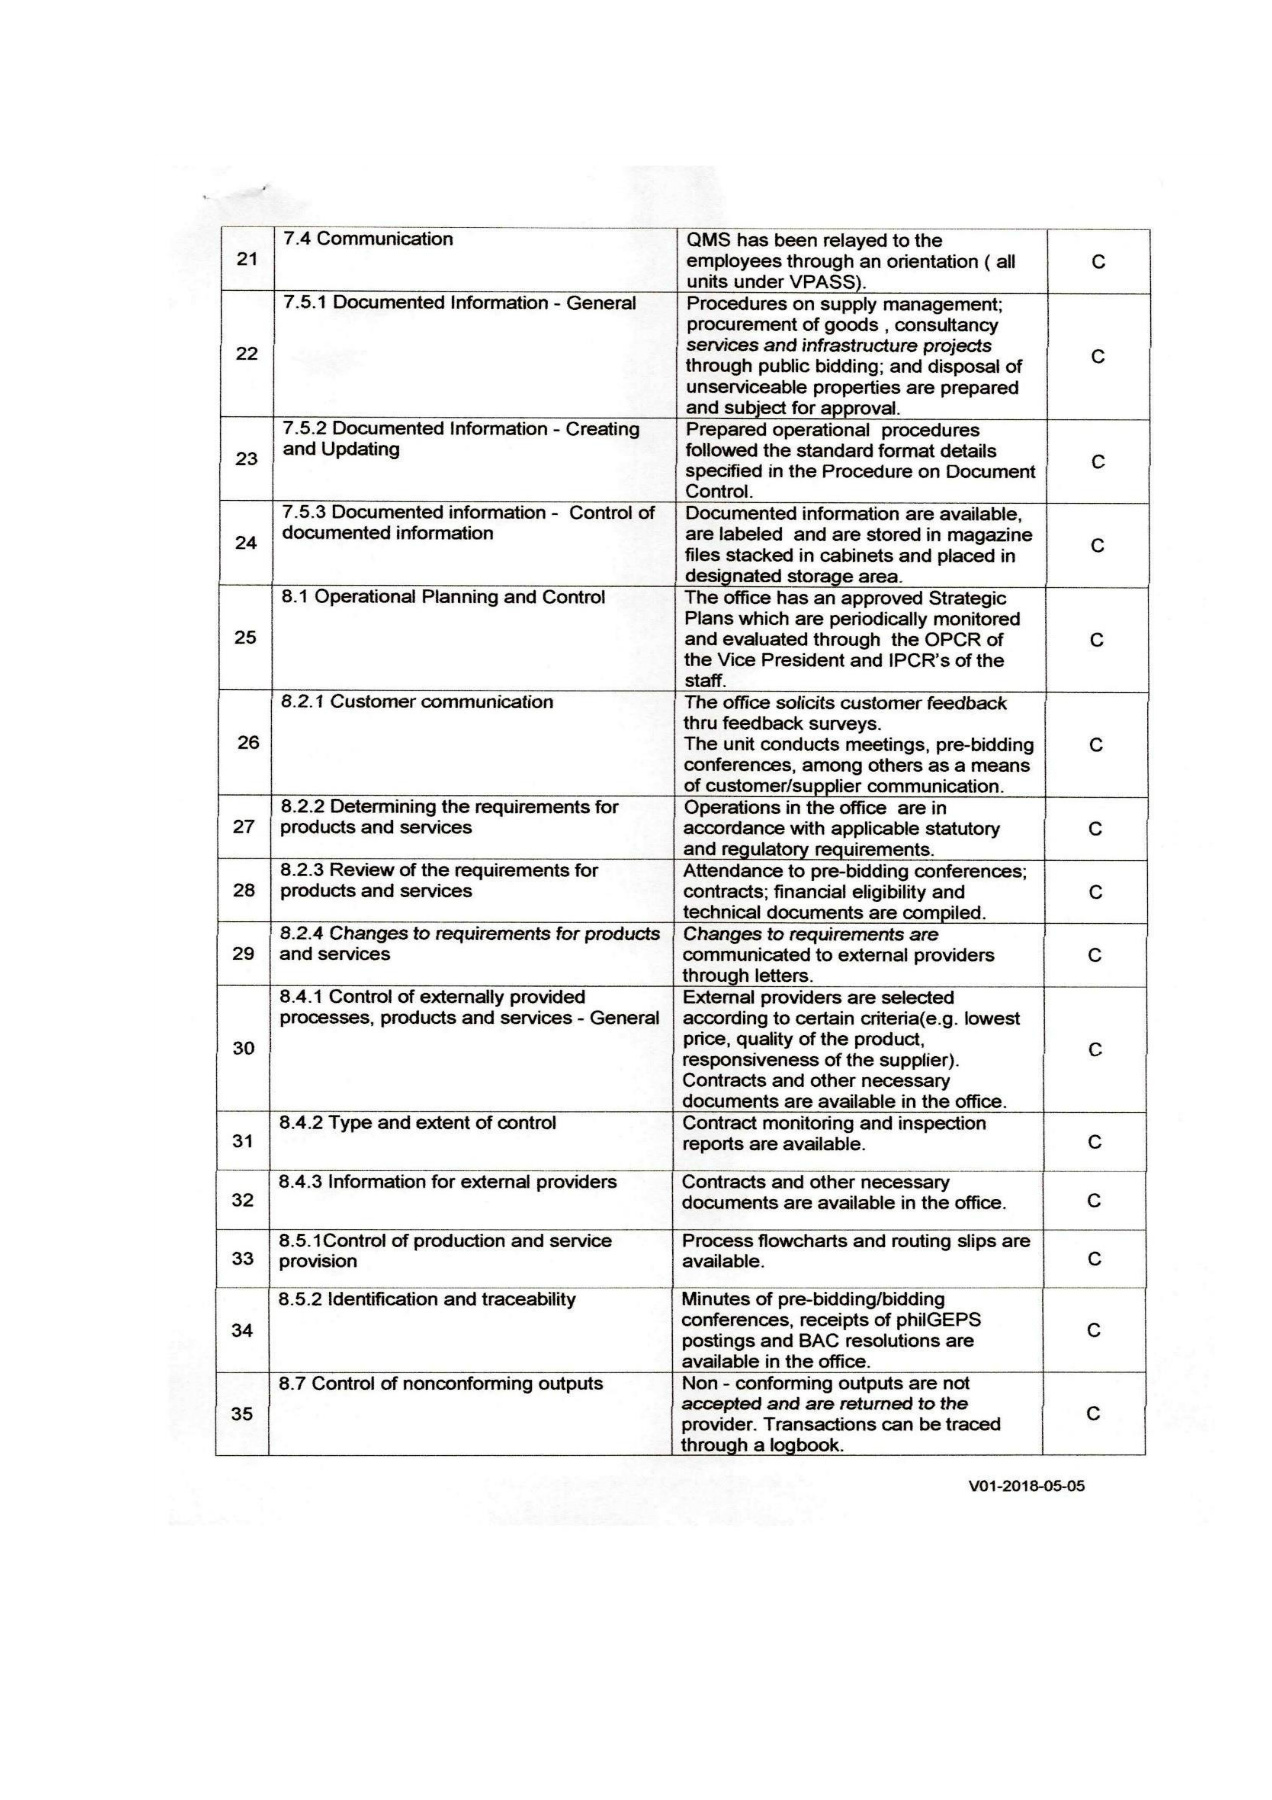 21
7.4 Communication
QMS has been relayed to the
employees through an orientation ( all
units under VPASS).
C
22
7.5.1 Documented Information - General
Procedures on supply management;
procurement of goods , consultancy
services and infrastructure projects
through public bidding; and disposal of
unserviceable properties are prepared
and subject for approval.
C
23
7.5.2 Documented Information - Creating
and Updating
Prepared operational procedures
followed the standard format details
specified in the Procedure on Document
Control.
C
24
7.5.3 Documented information - Control of
documented information
Documented information are available,
are labeled and are stored in magazine
files stacked in cabinets and placed in
designated storage area.
C
25
8.1 Operational Planning and Control
The office has an approved Strategic
Plans which are periodically monitored
and evaluated through the OPCR of
the Vice President and IPCR's of the
staff.
C
26
8.2.1 Customer communication
The office solicits customer feedback
thru feedback surveys.
The unit conducts meetings, pre-bidding
conferences, among others as a means
of customer/supplier communication.
C
27
8.2.2 Determining the requirements for
products and services
Operations in the office are in
accordance with applicable statutory
and regulatory requirements.
C
28
8.2.3 Review of the requirements for
products and services
Attendance to pre-bidding conferences;
contracts; financial eligibility and
technical documents are compiled.
C
29
8.2.4 Changes to requirements for products
and services
Changes to requirements are
communicated to external providers
through letters.
C
30
8.4.1 Control of externally provided
processes, products and services - General
External providers are selected
according to certain criteria(e.g. lowest
price, quality of the product,
responsiveness of the supplier).
Contracts and other necessary
documents are available in the office.
C
31
8.4.2 Type and extent of control
Contract monitoring and inspection
reports are available.
C
32
8.4.3 Information for external providers
Contracts and other necessary
documents are available in the office.
C
33
8.5.1Control of production and service
provision
Process flowcharts and routing slips are
available.
C
34
8.5.2 Identification and traceability
Minutes of pre-bidding/bidding
conferences, receipts of philGEPS
postings and BAC resolutions are
available in the office.
C
35
8.7 Control of nonconforming outputs
Non - conforming outputs are not
accepted and are returned to the
provider. Transactions can be traced
through a logbook.
C
V01-2018-05-05